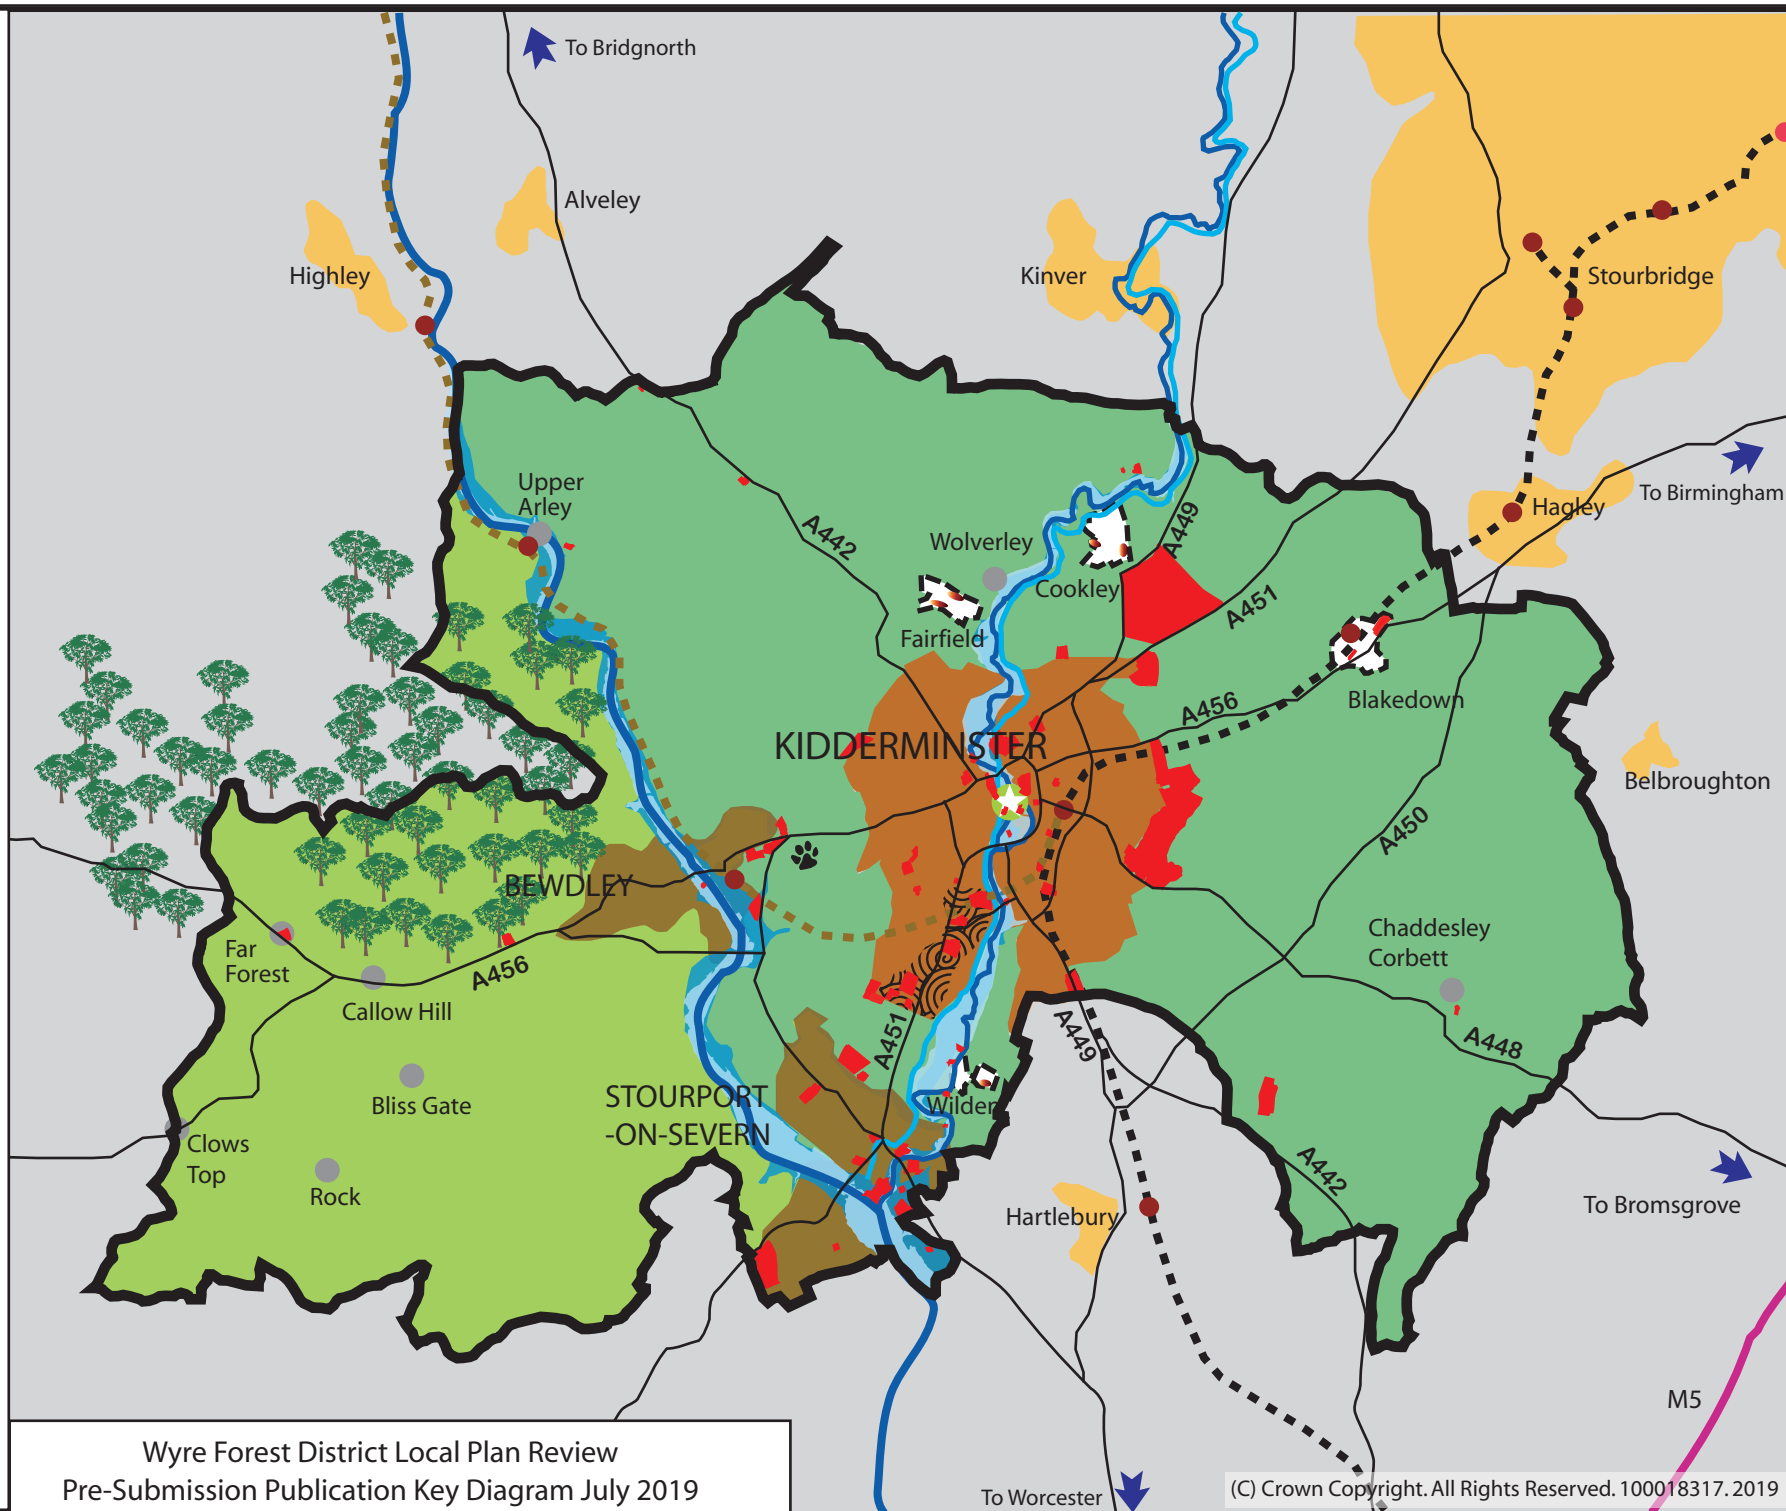 To Bridgnorth
Alveley
Highley
Kinver
Stourbridge
To Birmingham
Hagley
Upper
Arley
A442
Wolverley
A449
Cookley
A451
Fairfield
A456
Blakedown
KIDDERMINSTER
Belbroughton
A450
BEWDLEY
Far
Forest
A456
Callow Hill
Chaddesley
Corbett
A451
A449
A448
Bliss Gate
STOURPORT
-ON-SEVERN
Wilden
Clows
Top
Rock
A442
Hartlebury
To Bromsgrove
M5
Wyre Forest District Local Plan Review
Pre-Submission Publication Key Diagram July 2019
To Worcester
(C) Crown Copyright. All Rights Reserved. 100018317. 2019